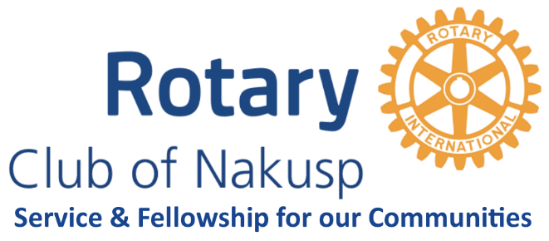 Rotary
Club of Nakusp
ROTARY
INTERNATIONAL
Service & Fellowship for our Communities